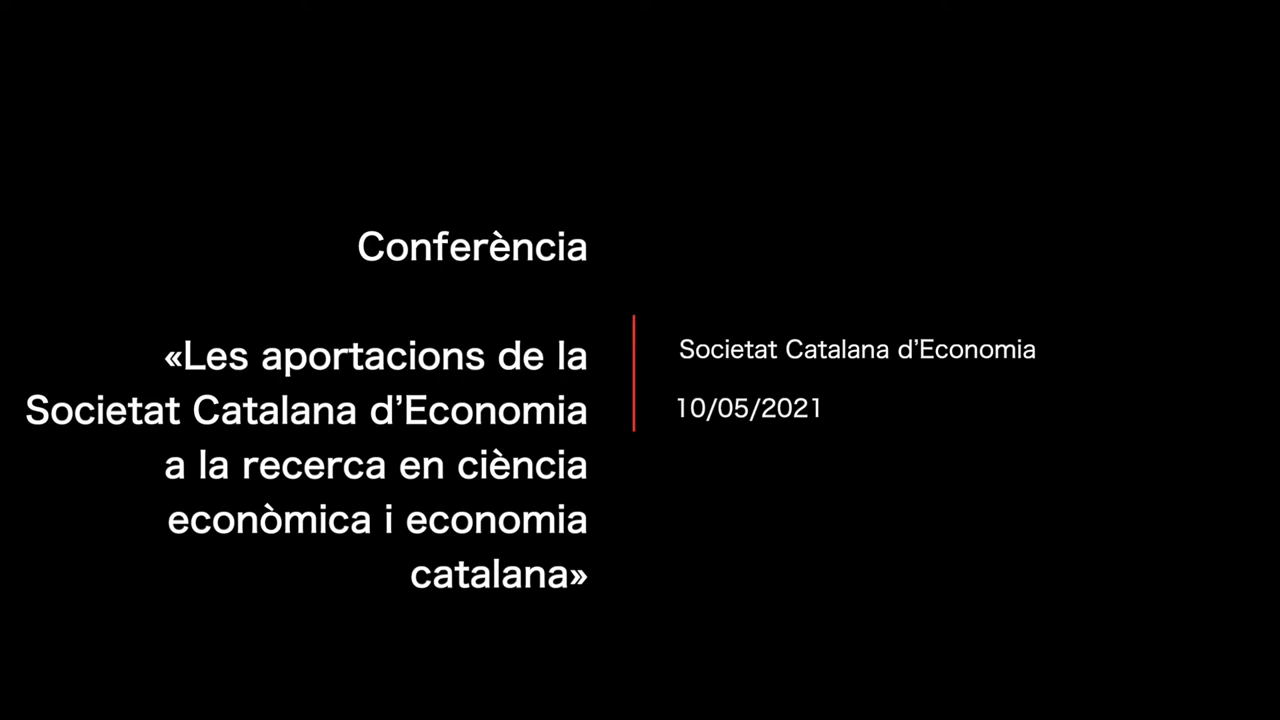 Conferència
«Les aportacions de la
Societat Catalana d’Economia
a la recerca en ciència
econòmica i economia
catalana»
Societat Catalana d’Economia
10/05/2021